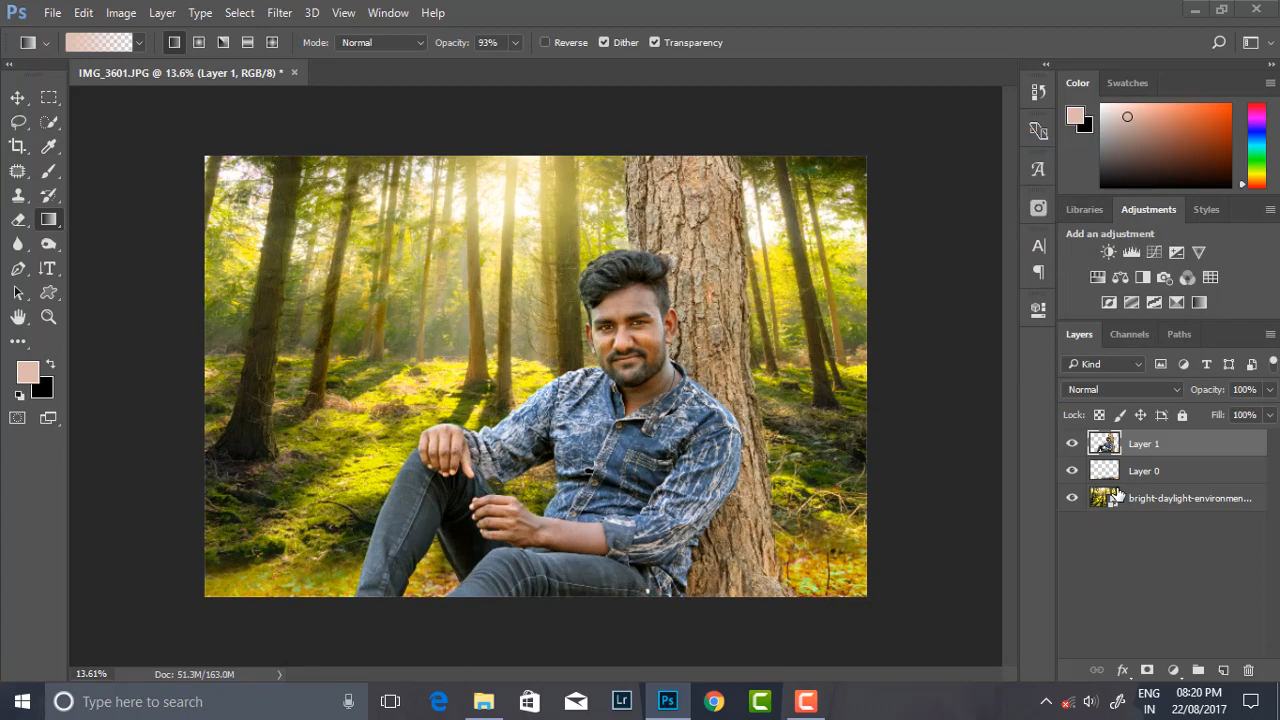 Ps File Edit Image Layer Type Select Filter 3D View Window Help
Mode: Normal Opacity: 93% Reverse Dither Transparency
IMG_3601.JPG @ 13.6% (Layer 1, RGB/8) *
Color Swatches
Libraries Adjustments Styles
Add an adjustment
Layers Channels Paths
Kind
Normal Opacity: 100%
Lock: Fill: 100%
Layer 1
Layer 0
bright-daylight-environmen...
13.61% Doc: 51.3M/163.0M
Type here to search
Lr Ps
ENG
IN
08:20 PM
22/08/2017